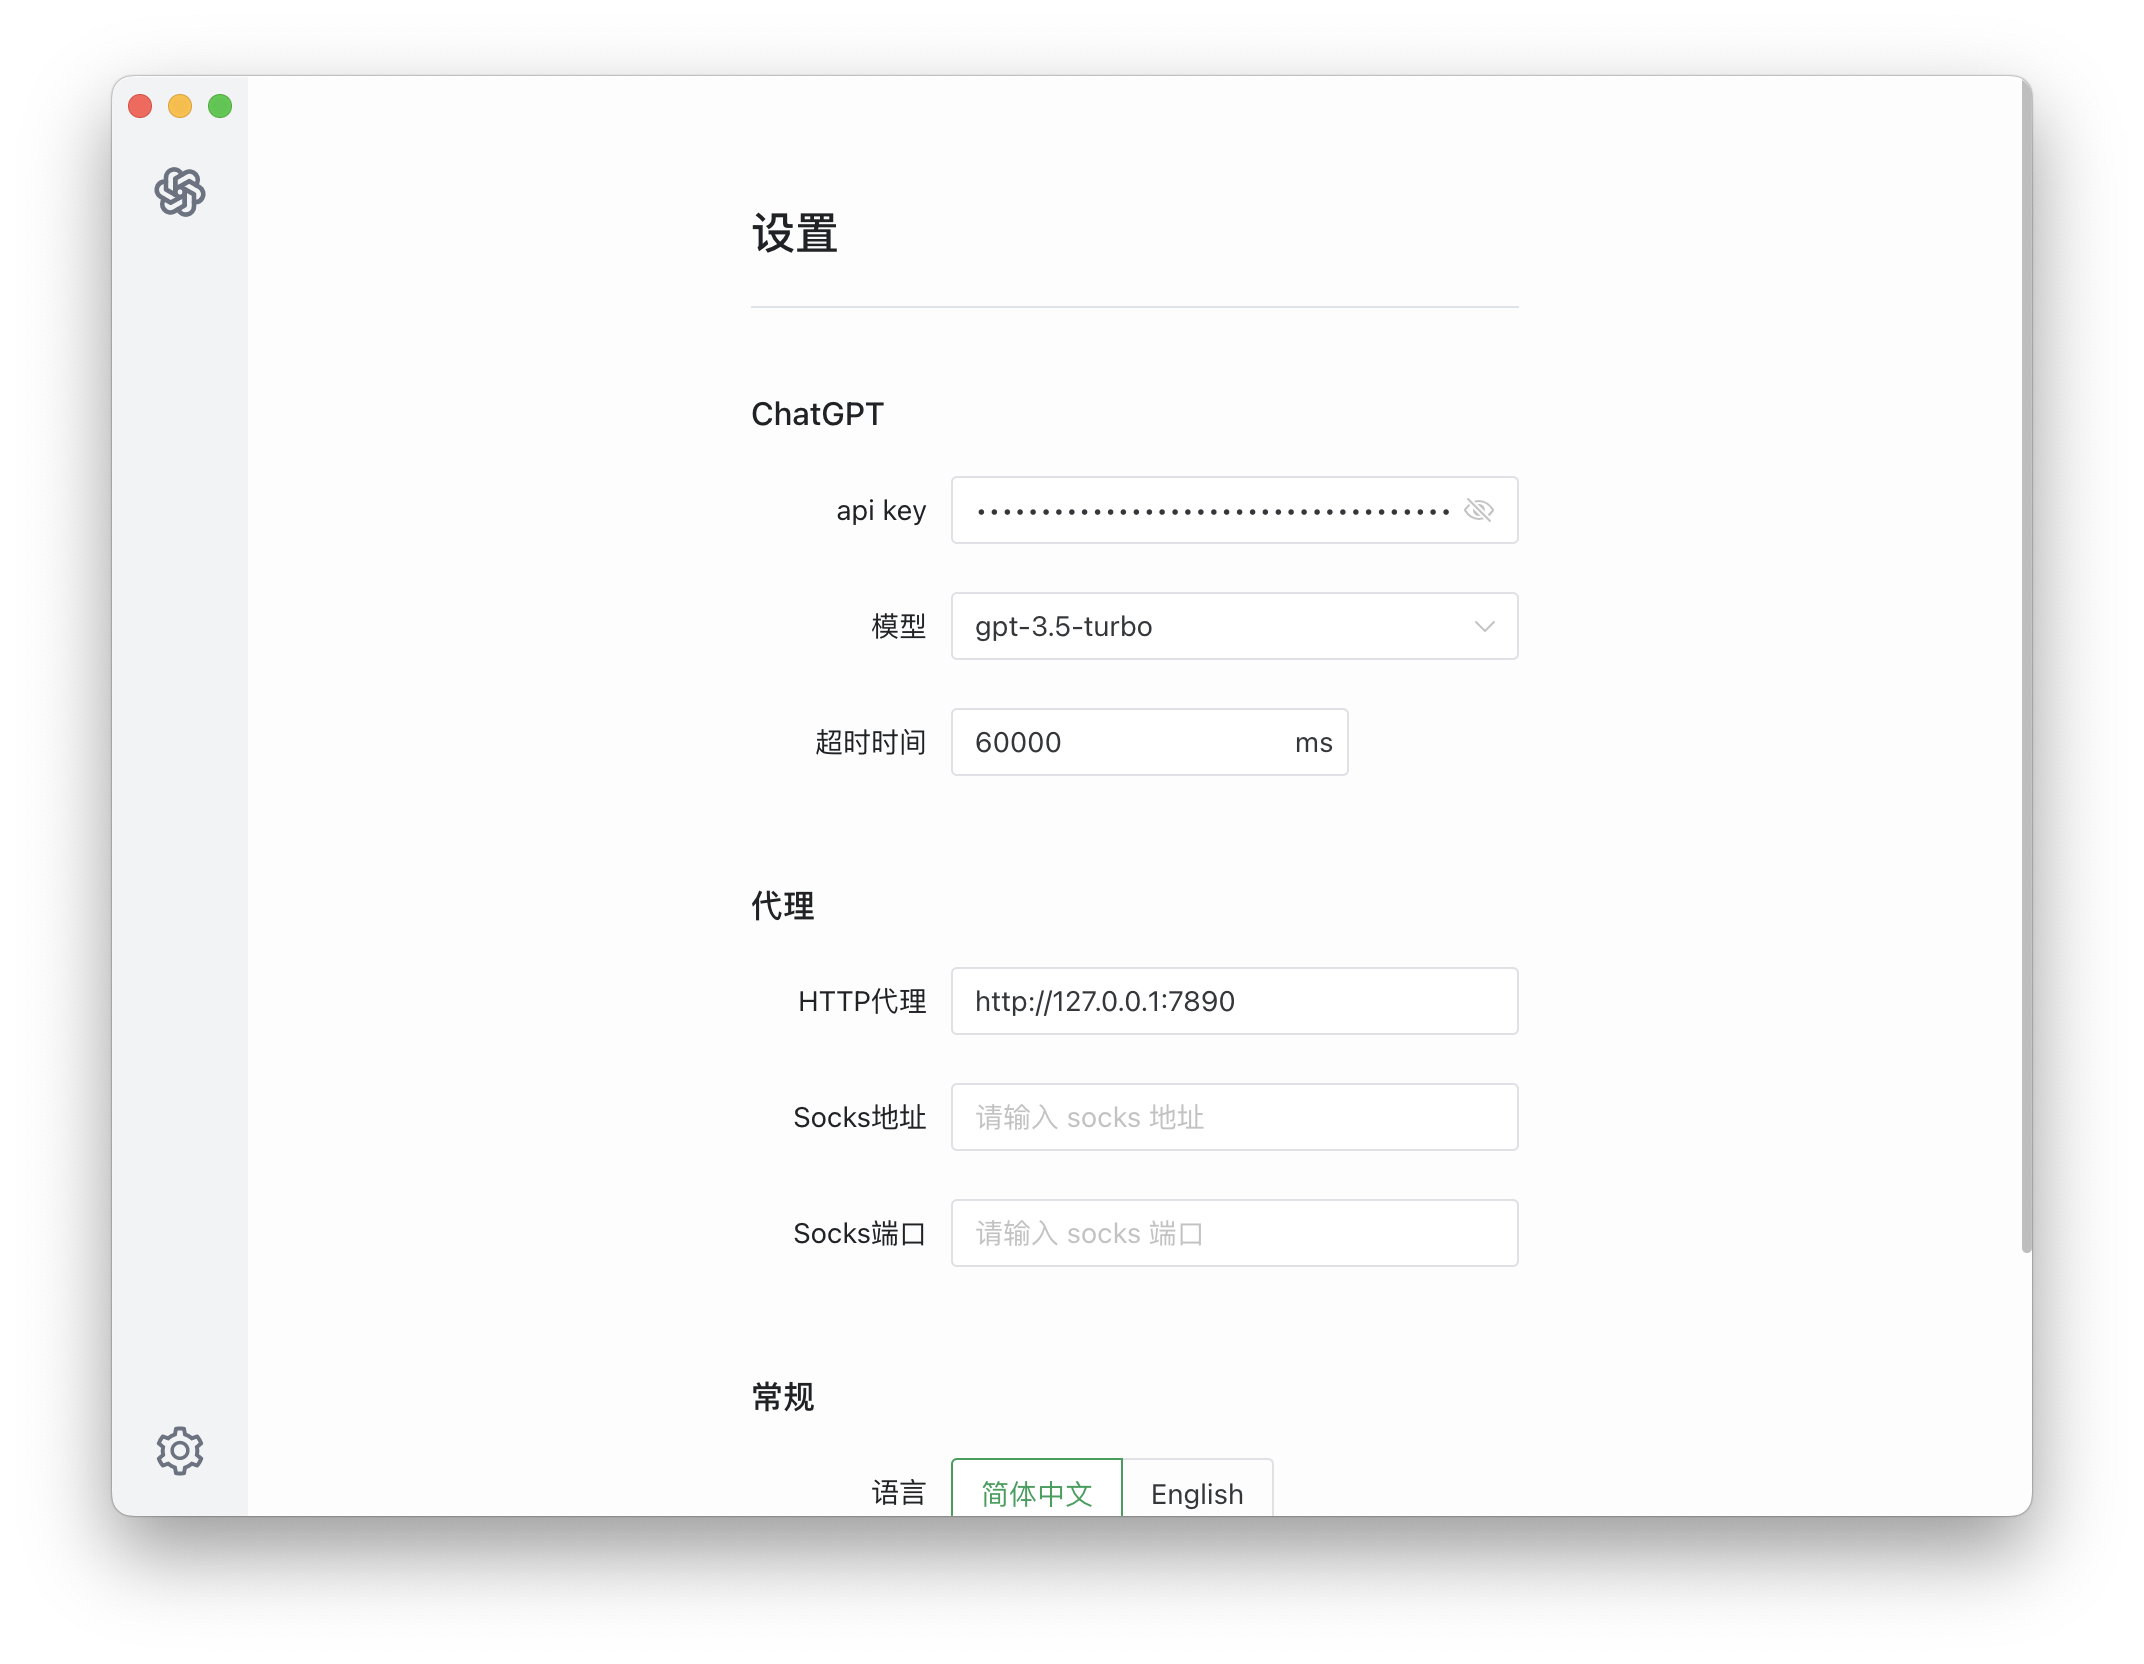 设置
ChatGPT
api key
模型 gpt-3.5-turbo
超时时间 60000 ms
代理
HTTP代理 http://127.0.0.1:7890
Socks地址 请输入 socks 地址
Socks端口 请输入 socks 端口
常规
语言 简体中文 English